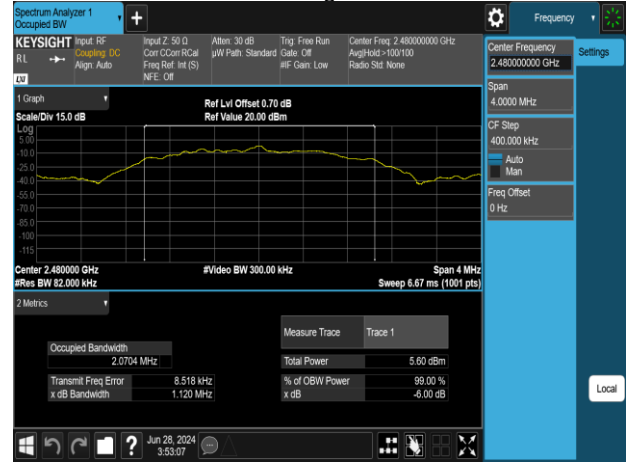 Spectrum Analyzer 1
Occupied BW
Frequency
KEYSIGHT
Input: RF
Coupling: DC
Align: Auto
R L
LXI
Input Z: 50 Ω
Corr CCorr RCal
Freq Ref: Int (S)
NFE: Off
Atten: 30 dB
µW Path: Standard
Trig: Free Run
Gate: Off
#IF Gain: Low
Center Freq: 2.480000000 GHz
Avg|Hold:>100/100
Radio Std: None
Center Frequency
2.480000000 GHz
Settings
Span
4.0000 MHz
CF Step
400.000 kHz
Auto
Man
Freq Offset
0 Hz
Local
1 Graph
Scale/Div 15.0 dB
Ref Lvl Offset 0.70 dB
Ref Value 20.00 dBm
Log
5.00
-10.0
-25.0
-40.0
-55.0
-70.0
-85.0
-100
-115
Center 2.480000 GHz
#Res BW 82.000 kHz
#Video BW 300.00 kHz
Span 4 MHz
Sweep 6.67 ms (1001 pts)
2 Metrics
Measure Trace
Trace 1
Occupied Bandwidth
2.0704 MHz
Total Power
5.60 dBm
Transmit Freq Error
8.518 kHz
% of OBW Power
99.00 %
x dB Bandwidth
1.120 MHz
x dB
-6.00 dB
?
Jun 28, 2024
3:53:07